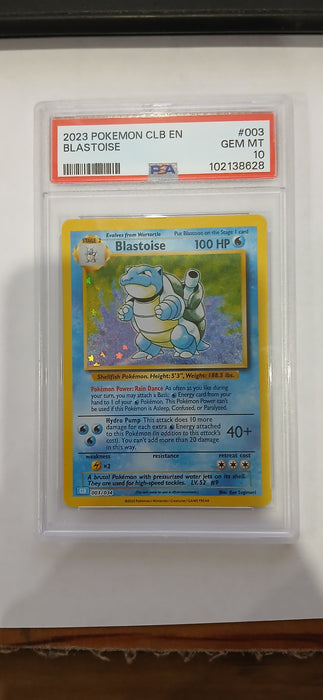 2023 POKEMON CLB EN #003
BLASTOISE GEM MT
10
PSA 102138628
STAGE 2 Evolves from Wartortle Put Blastoise on the Stage 1 card
Blastoise 100 HP
Shellfish Pokémon. Height: 5'3", Weight: 188.5 lbs.
Pokémon Power: Rain Dance As often as you like
during your turn, you may attach a Basic Energy card from your
hand to 1 of your Pokémon. This Pokémon Power can't
be used if this Pokémon is Asleep, Confused, or Paralyzed.
Hydro Pump This attack does 10 more
damage for each extra Energy attached
to this Pokémon (in addition to this attack's
cost). You can't add more than 20 damage
in this way.
40+
weakness resistance retreat cost
×2
A brutal Pokémon with pressurized water jets on its shell.
They are used for high-speed tackles. LV.52 #9
003/034 Illus. Ken Sugimori
©2023 Pokémon / Nintendo / Creatures / GAME FREAK